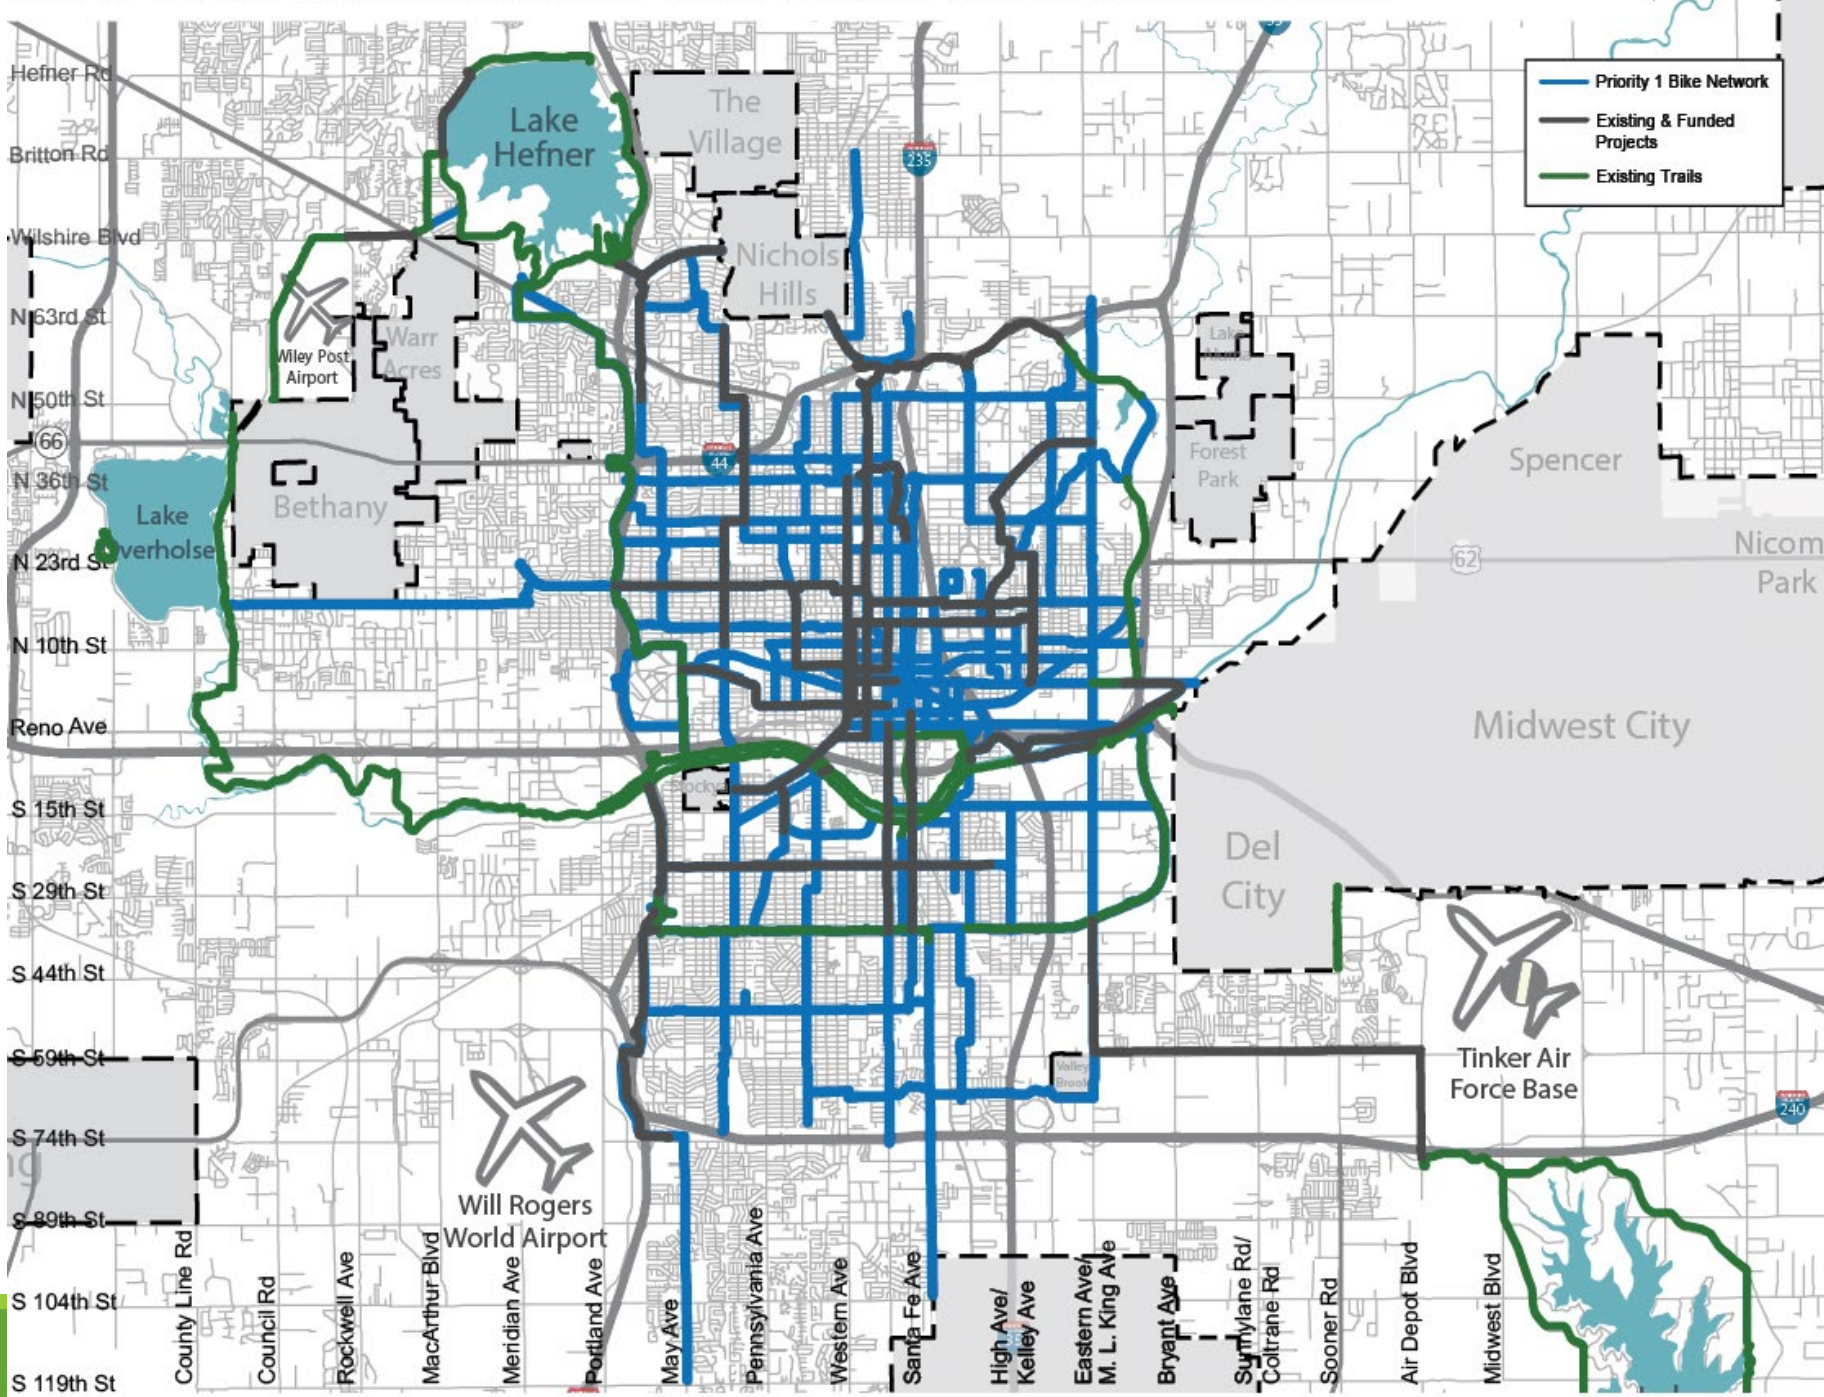 Priority 1 Bike Network
Existing & Funded
Projects
Existing Trails
Hefner Rd
Britton Rd
Wilshire Blvd
N 63rd St
N 50th St
66
N 36th St
N 23rd St
N 10th St
Reno Ave
S 15th St
S 29th St
S 44th St
S 59th St
S 74th St
S 89th St
S 104th St
S 119th St
Lake
Hefner
The
Village
235
Nichols
Hills
Wiley Post
Airport
Warr
Acres
44
Bethany
Lake
verholse
Lake
Forest
Park
Spencer
62
Nicom
Park
Midwest City
Del
City
Tinker Air
Force Base
240
Valley
Brook
Will Rogers
World Airport
ng
County Line Rd
Council Rd
Rockwell Ave
MacArthur Blvd
Meridian Ave
Portland Ave
May Ave
Pennsylvania Ave
Western Ave
Santa Fe Ave
High Ave/
Kelley Ave
Eastern Ave/
M. L. King Ave
Bryant Ave
Sunnylane Rd/
Coltrane Rd
Sooner Rd
Air Depot Blvd
Midwest Blvd